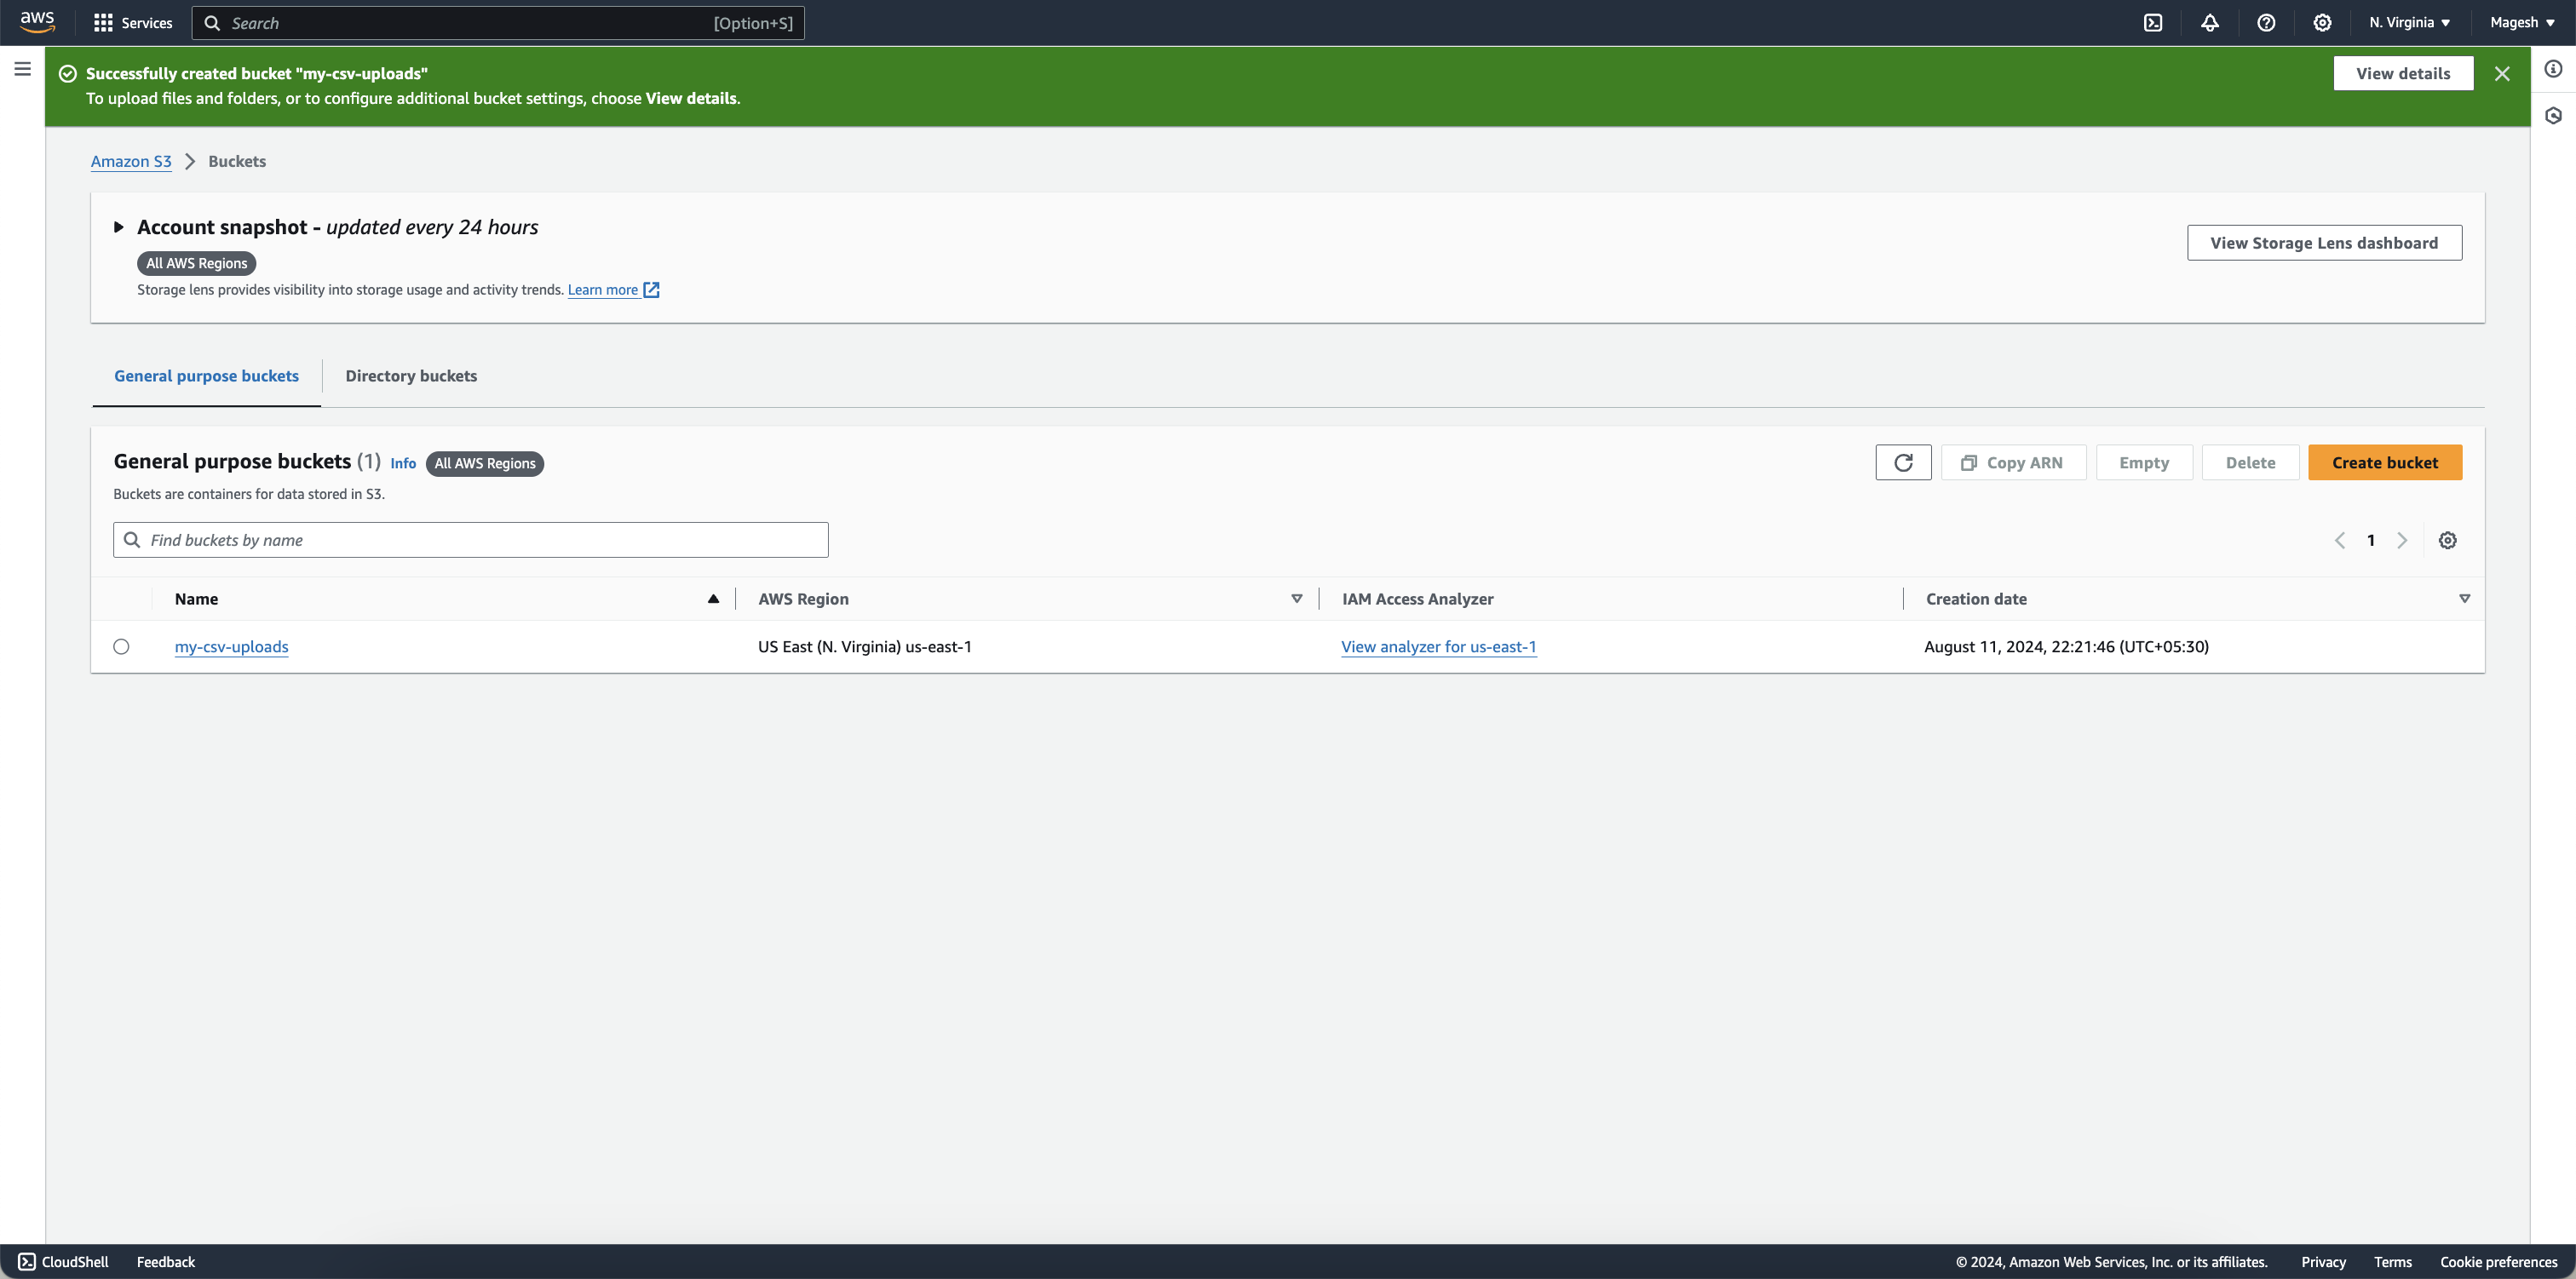 aws
Services
Search [Option+S]
N. Virginia
Magesh
Successfully created bucket "my-csv-uploads"
To upload files and folders, or to configure additional bucket settings, choose View details.
View details
Amazon S3 Buckets
Account snapshot - updated every 24 hours
All AWS Regions
Storage lens provides visibility into storage usage and activity trends. Learn more
View Storage Lens dashboard
General purpose buckets Directory buckets
General purpose buckets (1) Info All AWS Regions
Buckets are containers for data stored in S3.
Copy ARN Empty Delete Create bucket
Find buckets by name
1
Name AWS Region IAM Access Analyzer Creation date
my-csv-uploads US East (N. Virginia) us-east-1 View analyzer for us-east-1 August 11, 2024, 22:21:46 (UTC+05:30)
CloudShell Feedback © 2024, Amazon Web Services, Inc. or its affiliates. Privacy Terms Cookie preferences